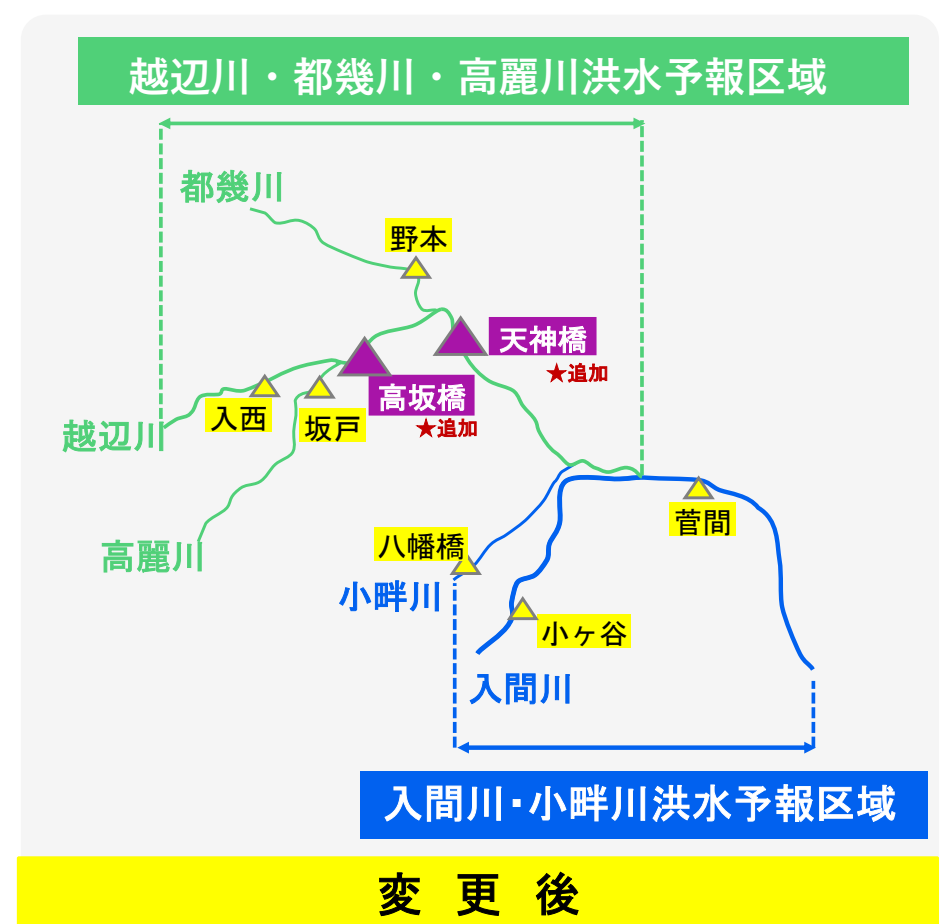 越辺川・都幾川・高麗川洪水予報区域
都幾川
野本
天神橋
★追加
高坂橋
★追加
入西
坂戸
越辺川
高麗川
菅間
八幡橋
小畔川
小ヶ谷
入間川
入間川・小畔川洪水予報区域
変更後